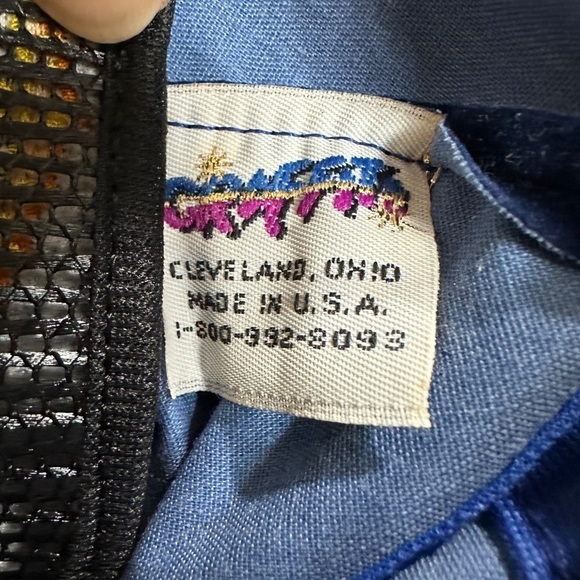 CLEVELAND, OHIO
MADE IN U.S.A.
1-800-992-8093